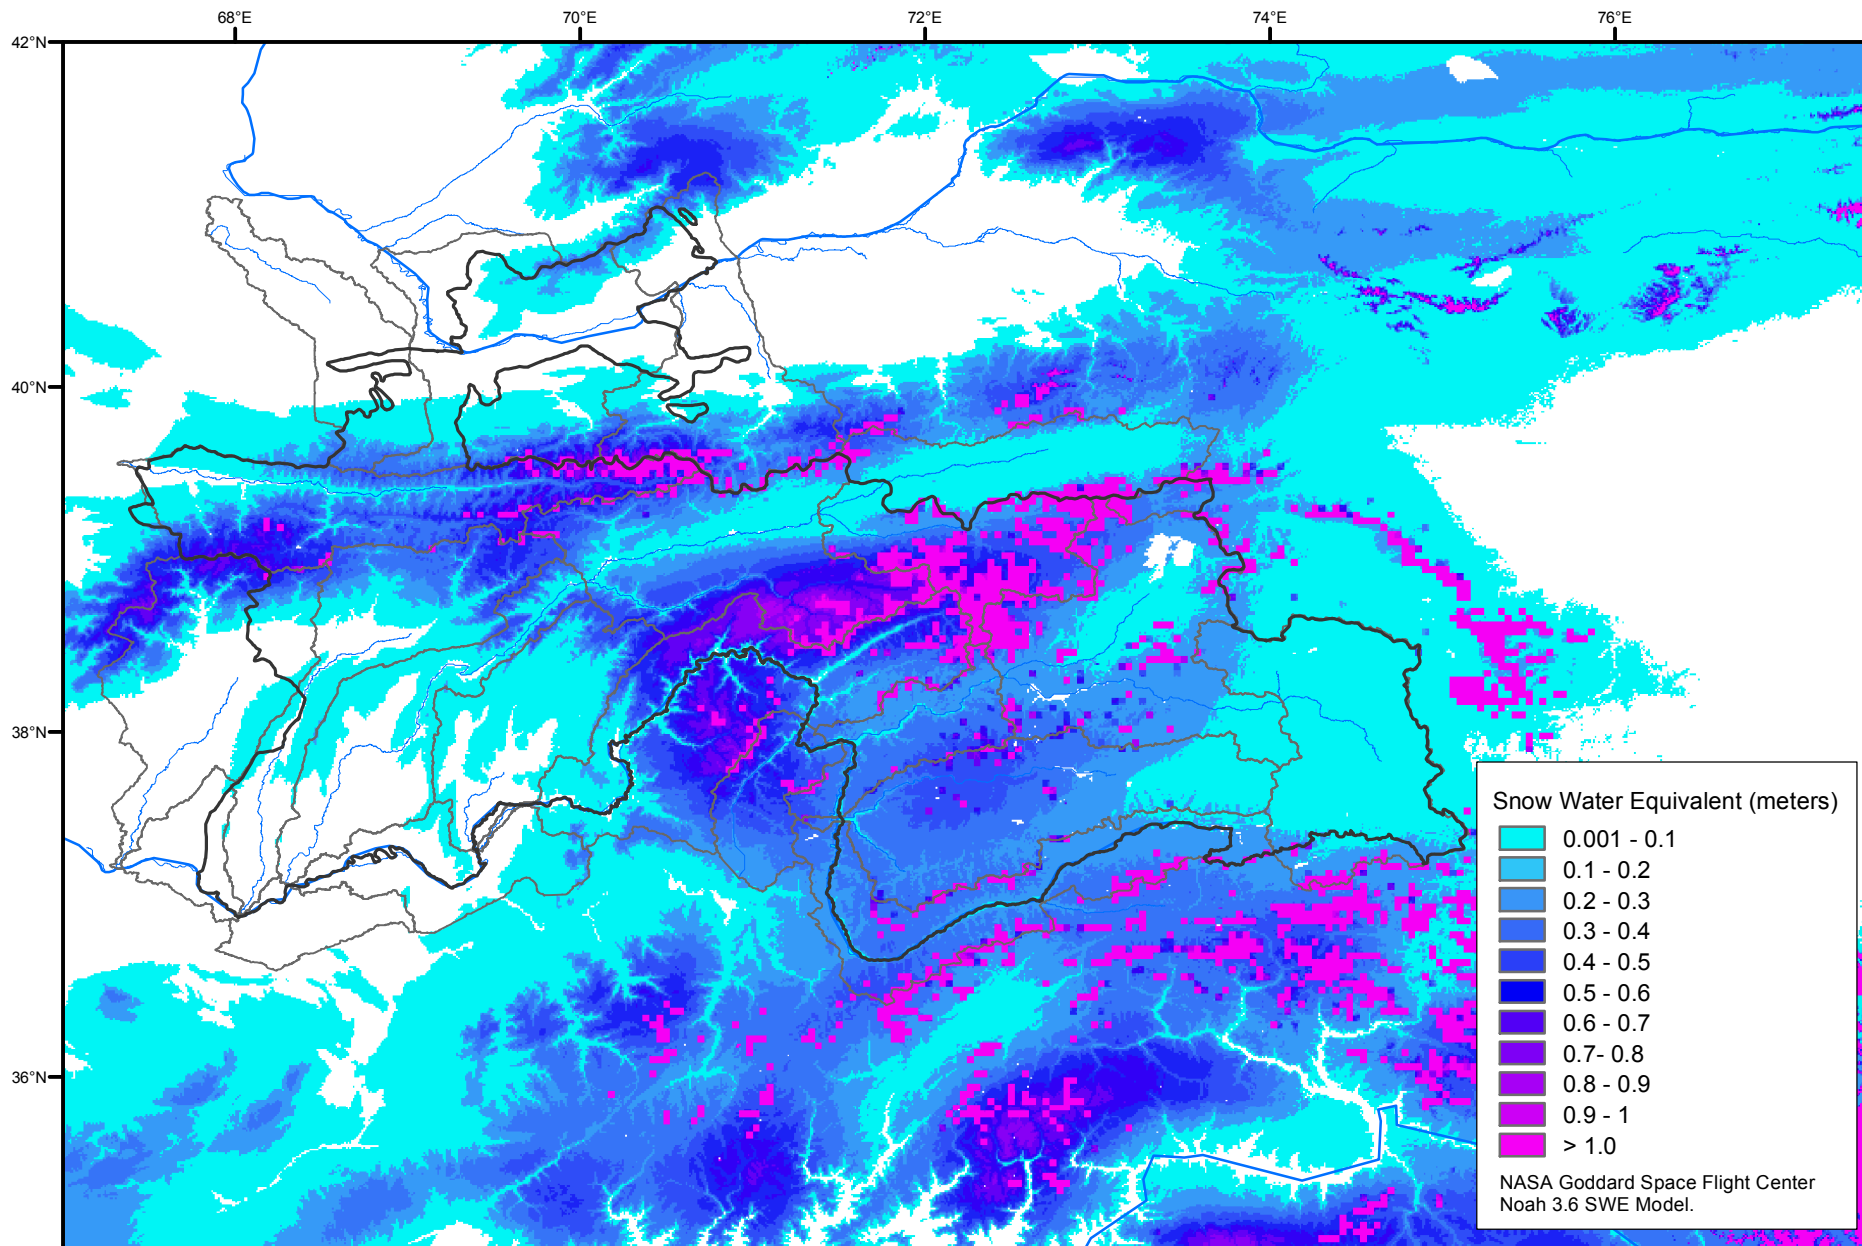 68°E 70°E 72°E 74°E 76°E
42°N
40°N
38°N
36°N
Snow Water Equivalent (meters)
0.001 - 0.1
0.1 - 0.2
0.2 - 0.3
0.3 - 0.4
0.4 - 0.5
0.5 - 0.6
0.6 - 0.7
0.7- 0.8
0.8 - 0.9
0.9 - 1
> 1.0
NASA Goddard Space Flight Center
Noah 3.6 SWE Model.